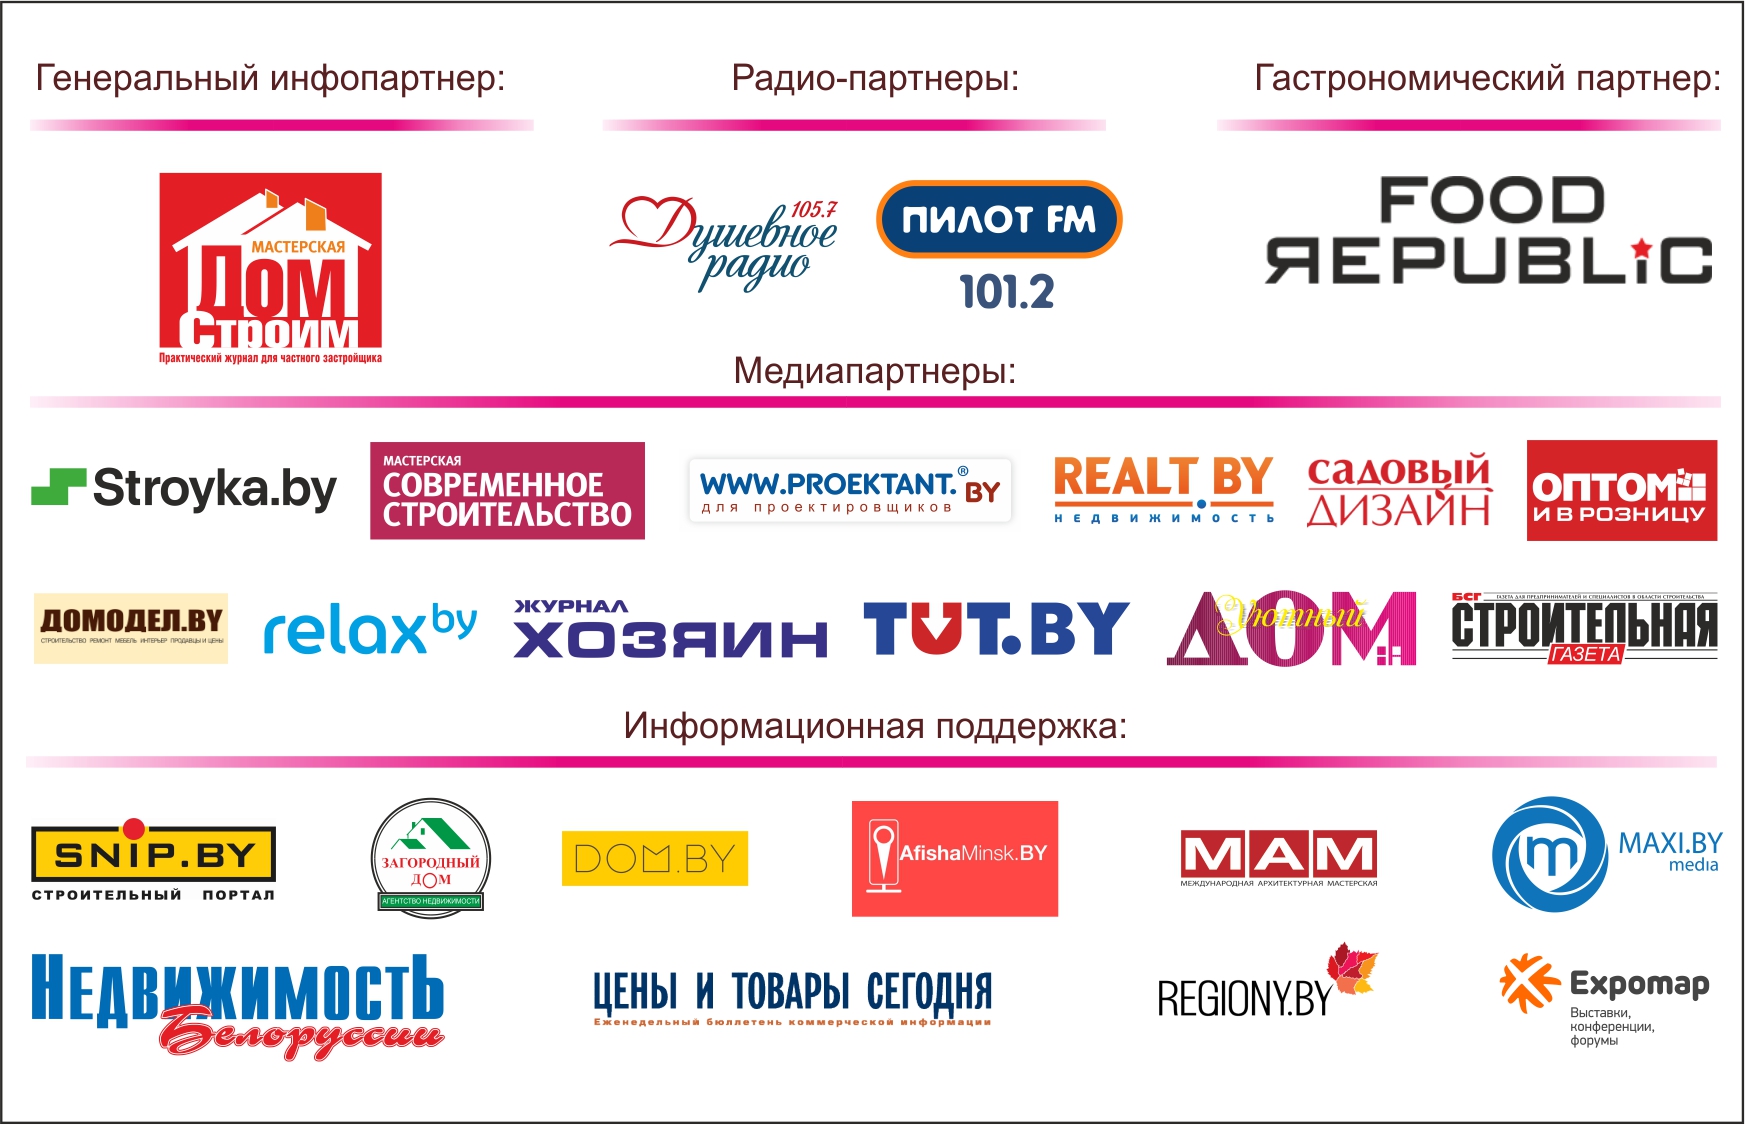 Генеральный инфопартнер:
Радио-партнеры:
Гастрономический партнер:
МАСТЕРСКАЯ
ДОМ
Строим
Практический журнал для частного застройщика
105.7
Душевное
радио
ПИЛОТ FM
101.2
FOOD
ЯEPUBLiC
Медиапартнеры:
Stroyka.by
МАСТЕРСКАЯ
СОВРЕМЕННОЕ
СТРОИТЕЛЬСТВО
WWW.PROEKTANT.®BY
для проектировщиков
REALT.BY
НЕДВИЖИМОСТЬ
садовый
ДИЗАЙН
ОПТОМ
И В РОЗНИЦУ
ДОМОДЕЛ.BY
СТРОИТЕЛЬСТВО РЕМОНТ МЕБЕЛЬ ИНТЕРЬЕР ПРОДАВЦЫ И ЦЕНЫ
relax by
ЖУРНАЛ
ХОЗЯИН
TUT.BY
Уютный
ДОМ
БСГ ГАЗЕТА ДЛЯ ПРЕДПРИНИМАТЕЛЕЙ И СПЕЦИАЛИСТОВ В ОБЛАСТИ СТРОИТЕЛЬСТВА
СТРОИТЕЛЬНАЯ
ГАЗЕТА
Информационная поддержка:
SNiP.BY
СТРОИТЕЛЬНЫЙ ПОРТАЛ
ЗАГОРОДНЫЙ
ДОМ
АГЕНТСТВО НЕДВИЖИМОСТИ
DOM.BY
AfishaMinsk.BY
МАМ
МЕЖДУНАРОДНАЯ АРХИТЕКТУРНАЯ МАСТЕРСКАЯ
m
MAXI.BY
media
НЕДВИЖИМОСТЬ
Белоруссии
ЦЕНЫ И ТОВАРЫ СЕГОДНЯ
Еженедельный бюллетень коммерческой информации
REGIONY.BY
Expomap
Выставки,
конференции,
форумы